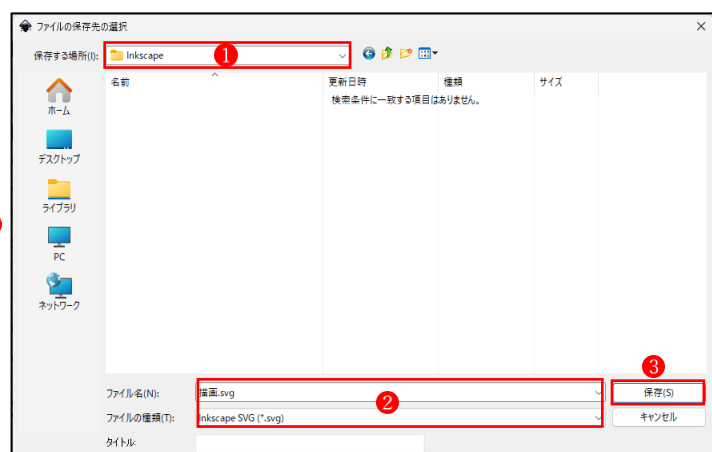 ファイルの保存先の選択
保存する場所(I): Inkscape 1
名前 更新日時 種類 サイズ
検索条件に一致する項目はありません。
ホーム
デスクトップ
ライブラリ
PC
ネットワーク
3
ファイル名(N): 描画.svg 保存(S)
2
ファイルの種類(T): Inkscape SVG (*.svg) キャンセル
タイトル: